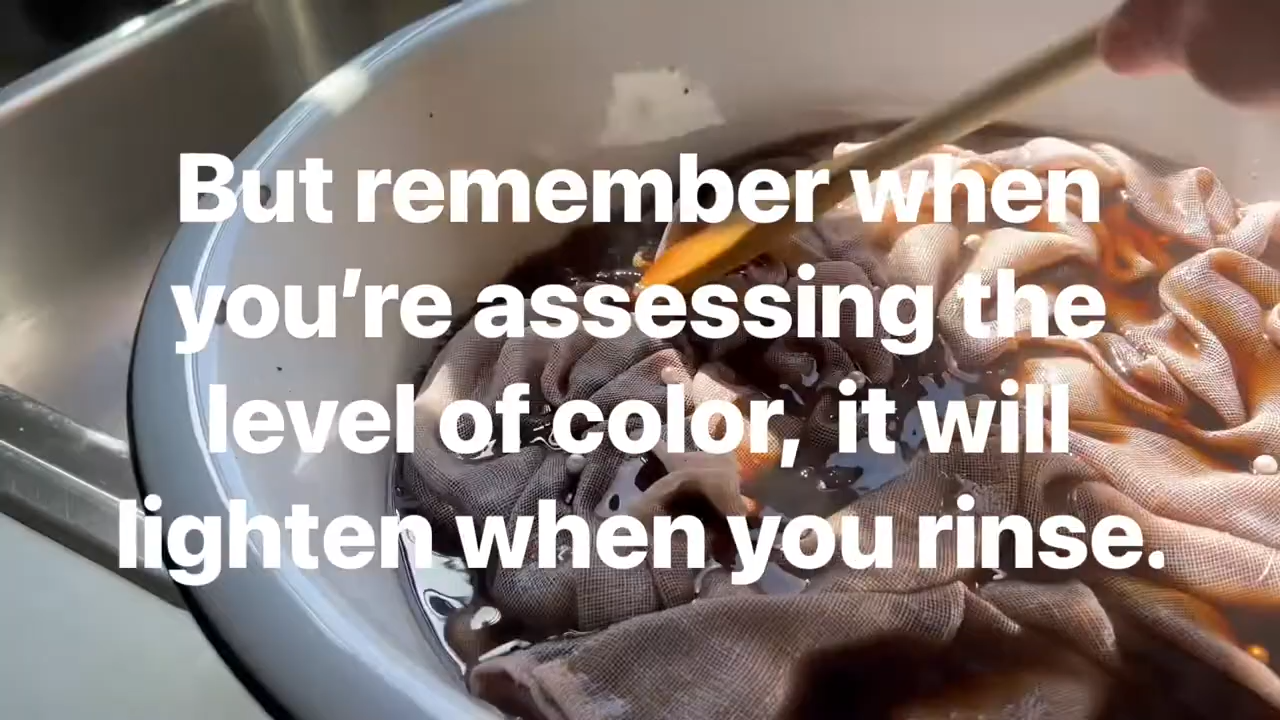 But remember when
you’re assessing the
level of color, it will
lighten when you rinse.